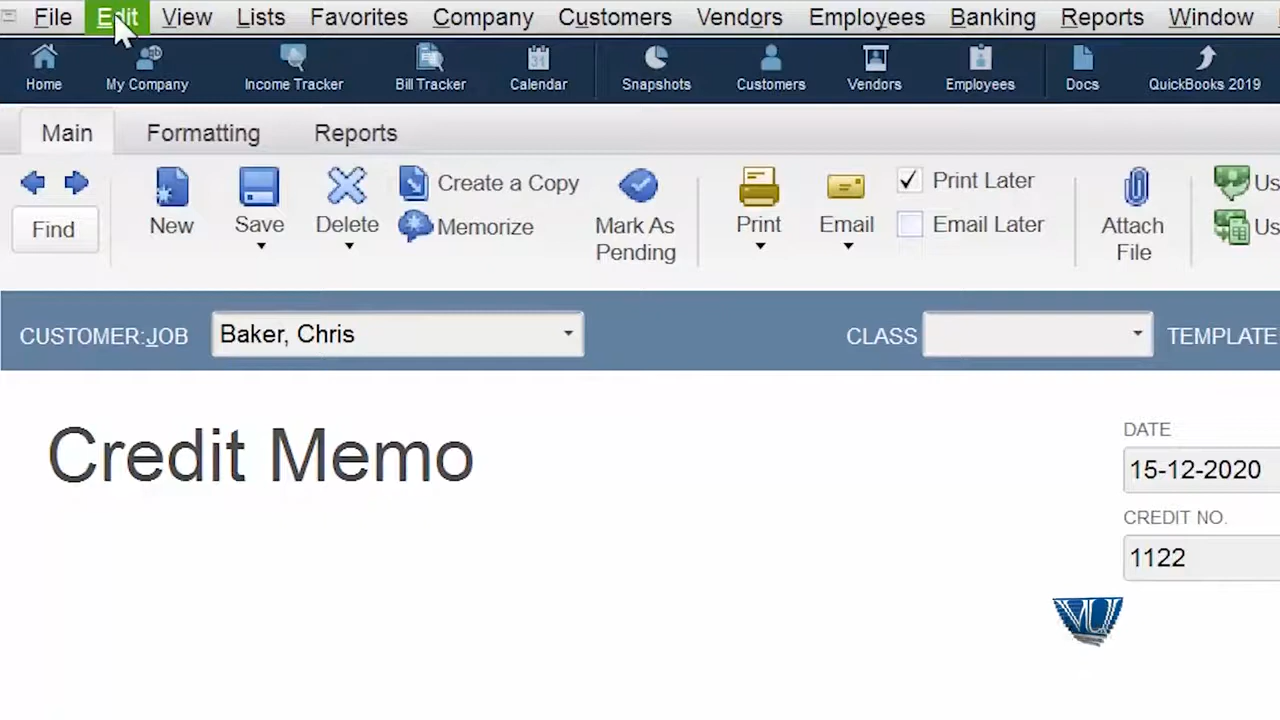 File Edit View Lists Favorites Company Customers Vendors Employees Banking Reports Window
Home My Company Income Tracker Bill Tracker Calendar Snapshots Customers Vendors Employees Docs QuickBooks 2019
31
Main Formatting Reports
Find New Save Delete Create a Copy Memorize Mark As Pending Print Email Print Later Email Later Attach File
CUSTOMER:JOB Baker, Chris CLASS TEMPLATE
Credit Memo
DATE
15-12-2020
CREDIT NO.
1122
VU